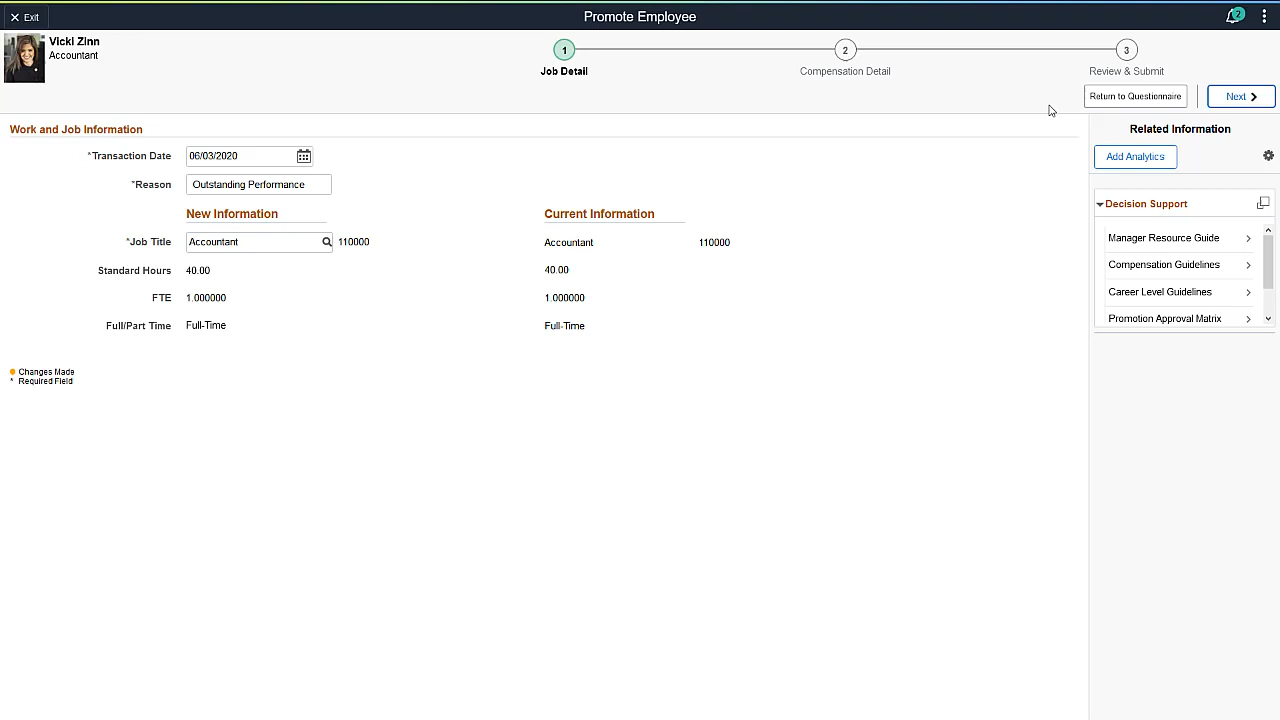 Exit
Promote Employee
2
Vicki Zinn
Accountant
1
2
3
Job Detail
Compensation Detail
Review & Submit
Return to Questionnaire
Next
Work and Job Information
*Transaction Date 06/03/2020
*Reason Outstanding Performance
New Information Current Information
*Job Title Accountant 110000 Accountant 110000
Standard Hours 40.00 40.00
FTE 1.000000 1.000000
Full/Part Time Full-Time Full-Time
Changes Made
* Required Field
Related Information
Add Analytics
Decision Support
Manager Resource Guide
Compensation Guidelines
Career Level Guidelines
Promotion Approval Matrix